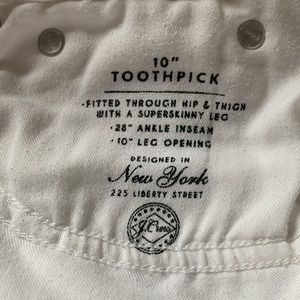 10"
TOOTHPICK
·FITTED THROUGH HIP & THIGH
WITH A SUPERSKINNY LEG
·28" ANKLE INSEAM
·10" LEG OPENING
DESIGNED IN
New York
225 LIBERTY STREET
J.Crew